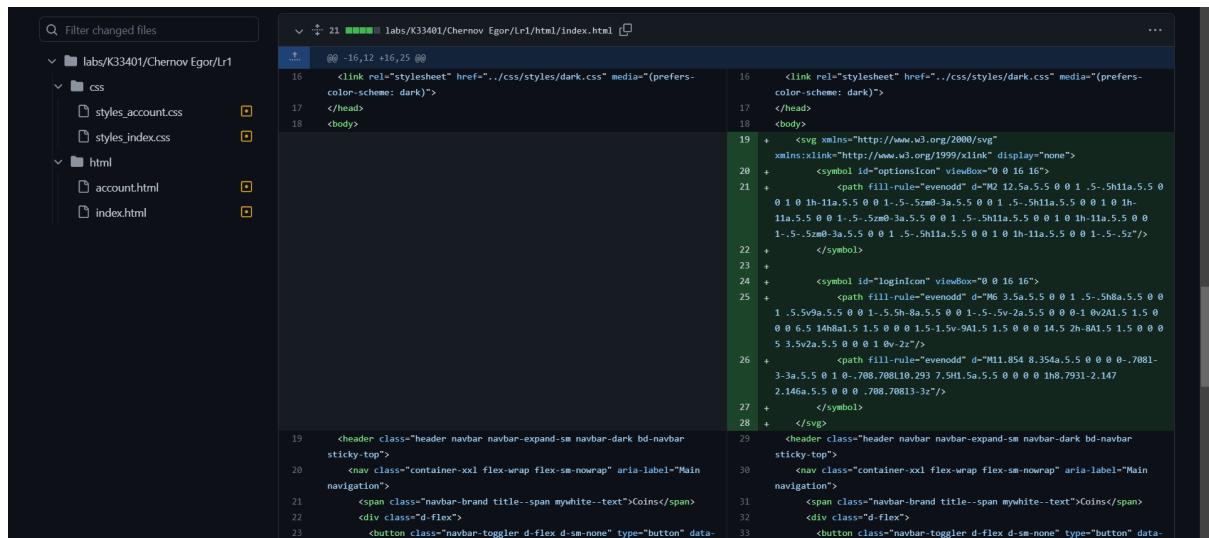 Filter changed files
labs/K33401/Chernov Egor/Lr1
css
styles_account.css
styles_index.css
html
account.html
index.html
21 labs/K33401/Chernov Egor/Lr1/html/index.html
@@ -16,12 +16,25 @@
16 <link rel="stylesheet" href="../css/styles/dark.css" media="(prefers-
color-scheme: dark)">
17 </head>
18 <body>
19 <header class="header navbar navbar-expand-sm navbar-dark bd-navbar
sticky-top">
20 <nav class="container-xxl flex-wrap flex-sm-nowrap" aria-label="Main
navigation">
21 <span class="navbar-brand title--span mywhite--text">Coins</span>
22 <div class="d-flex">
23 <button class="navbar-toggler d-flex d-sm-none" type="button" data-
16 <link rel="stylesheet" href="../css/styles/dark.css" media="(prefers-
color-scheme: dark)">
17 </head>
18 <body>
19 + <svg xmlns="http://www.w3.org/2000/svg"
xmlns:xlink="http://www.w3.org/1999/xlink" display="none">
20 + <symbol id="optionsIcon" viewBox="0 0 16 16">
21 + <path fill-rule="evenodd" d="M2 12.5a.5.5 0 0 1 .5-.5h11a.5.5 0
0 1 0 1h-11a.5.5 0 0 1-.5-.5zm0-3a.5.5 0 0 1 .5-.5h11a.5.5 0 0 1 0 1h-
11a.5.5 0 0 1-.5-.5zm0-3a.5.5 0 0 1 .5-.5h11a.5.5 0 0 1 0 1h-11a.5.5 0 0
1-.5-.5zm0-3a.5.5 0 0 1 .5-.5h11a.5.5 0 0 1 0 1h-11a.5.5 0 0 1-.5-.5z"/>
22 + </symbol>
23 +
24 + <symbol id="loginIcon" viewBox="0 0 16 16">
25 + <path fill-rule="evenodd" d="M6 3.5a.5.5 0 0 1 .5-.5h8a.5.5 0 0
1 .5.5v9a.5.5 0 0 1-.5.5h-8a.5.5 0 0 1-.5-.5v-2a.5.5 0 0 0-1 0v2A1.5 1.5 0
0 0 6.5 14h8a1.5 1.5 0 0 0 1.5-1.5v-9A1.5 1.5 0 0 0 14.5 2h-8A1.5 1.5 0 0 0
5 3.5v2a.5.5 0 0 0 1 0v-2z"/>
26 + <path fill-rule="evenodd" d="M11.854 8.354a.5.5 0 0 0 0-.708l-
3-3a.5.5 0 1 0-.708.708L10.293 7.5H1.5a.5.5 0 0 0 0 1h8.793l-2.147
2.146a.5.5 0 0 0 .708.708l3-3z"/>
27 + </symbol>
28 + </svg>
29 <header class="header navbar navbar-expand-sm navbar-dark bd-navbar
sticky-top">
30 <nav class="container-xxl flex-wrap flex-sm-nowrap" aria-label="Main
navigation">
31 <span class="navbar-brand title--span mywhite--text">Coins</span>
32 <div class="d-flex">
33 <button class="navbar-toggler d-flex d-sm-none" type="button" data-